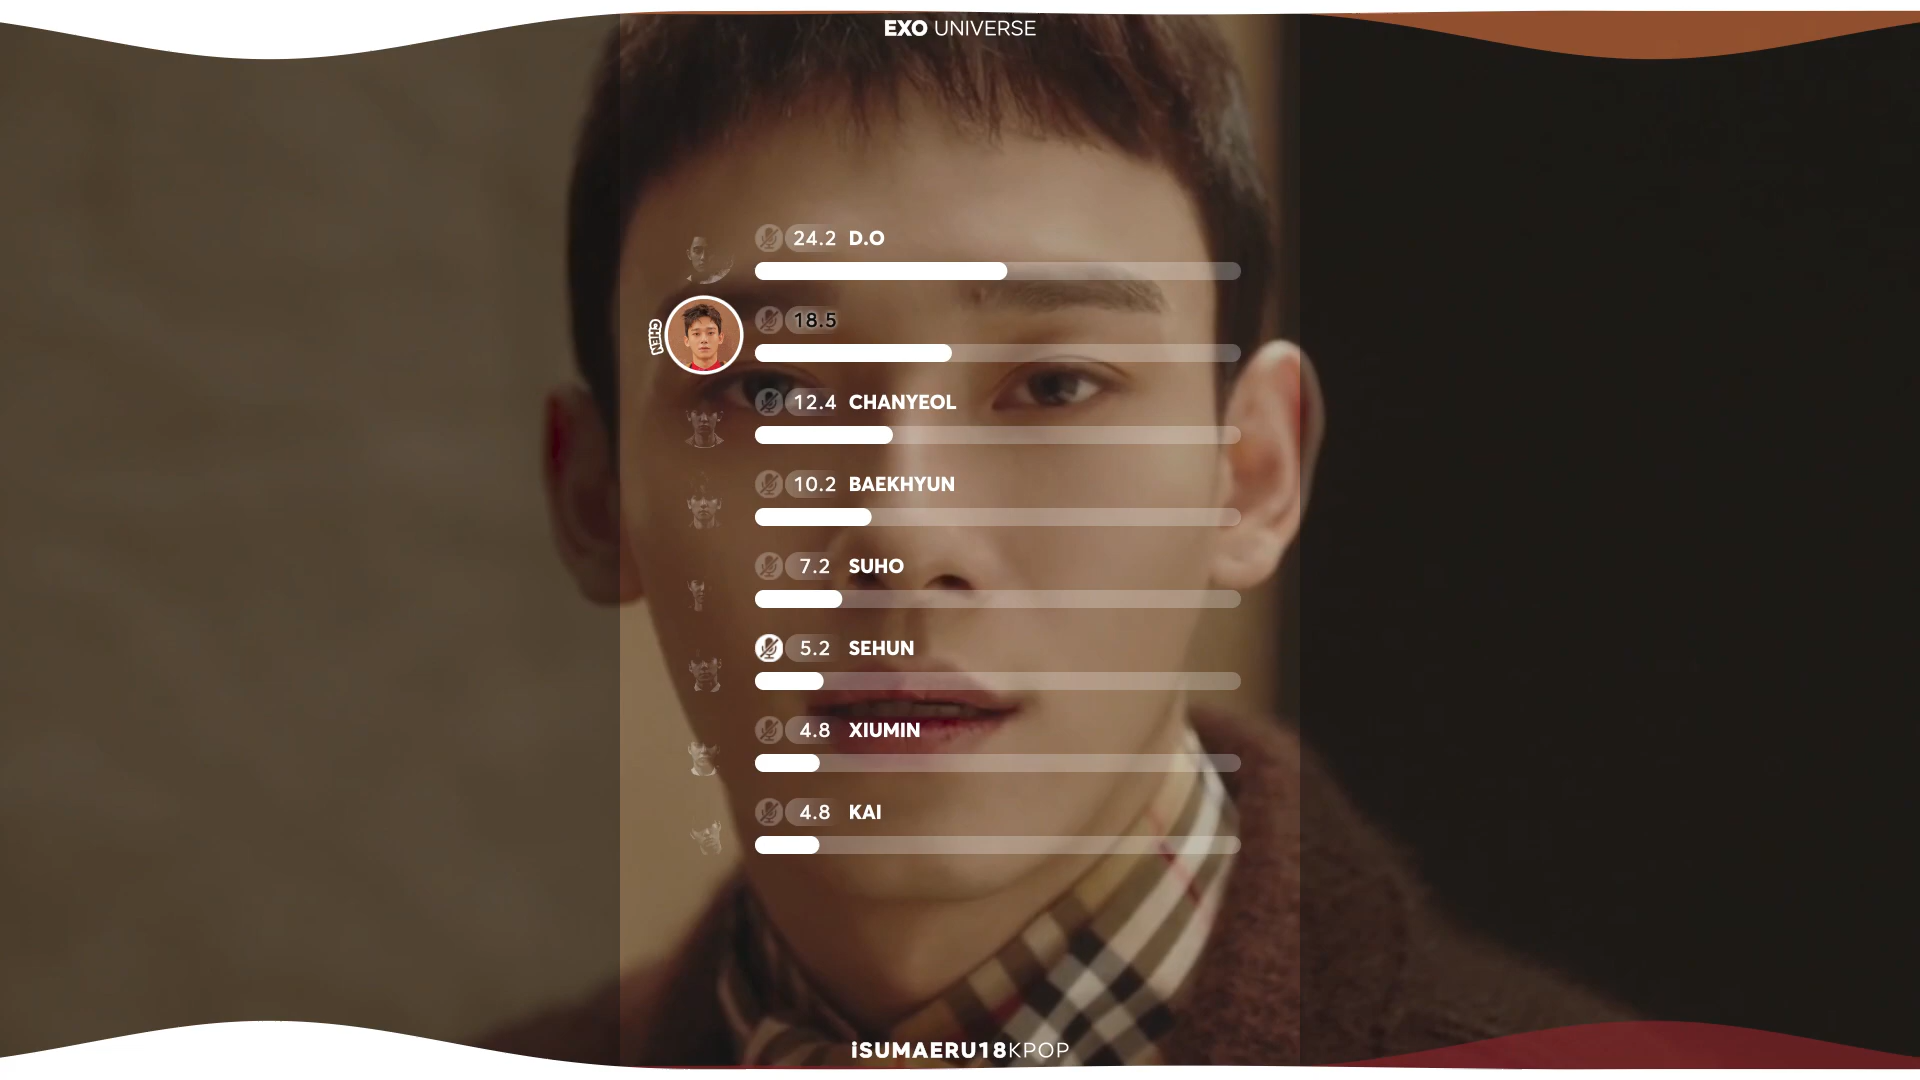 EXO UNIVERSE
24.2 D.O
CHEN
18.5
12.4 CHANYEOL
10.2 BAEKHYUN
7.2 SUHO
5.2 SEHUN
4.8 XIUMIN
4.8 KAI
iSUMAERU18KPOP